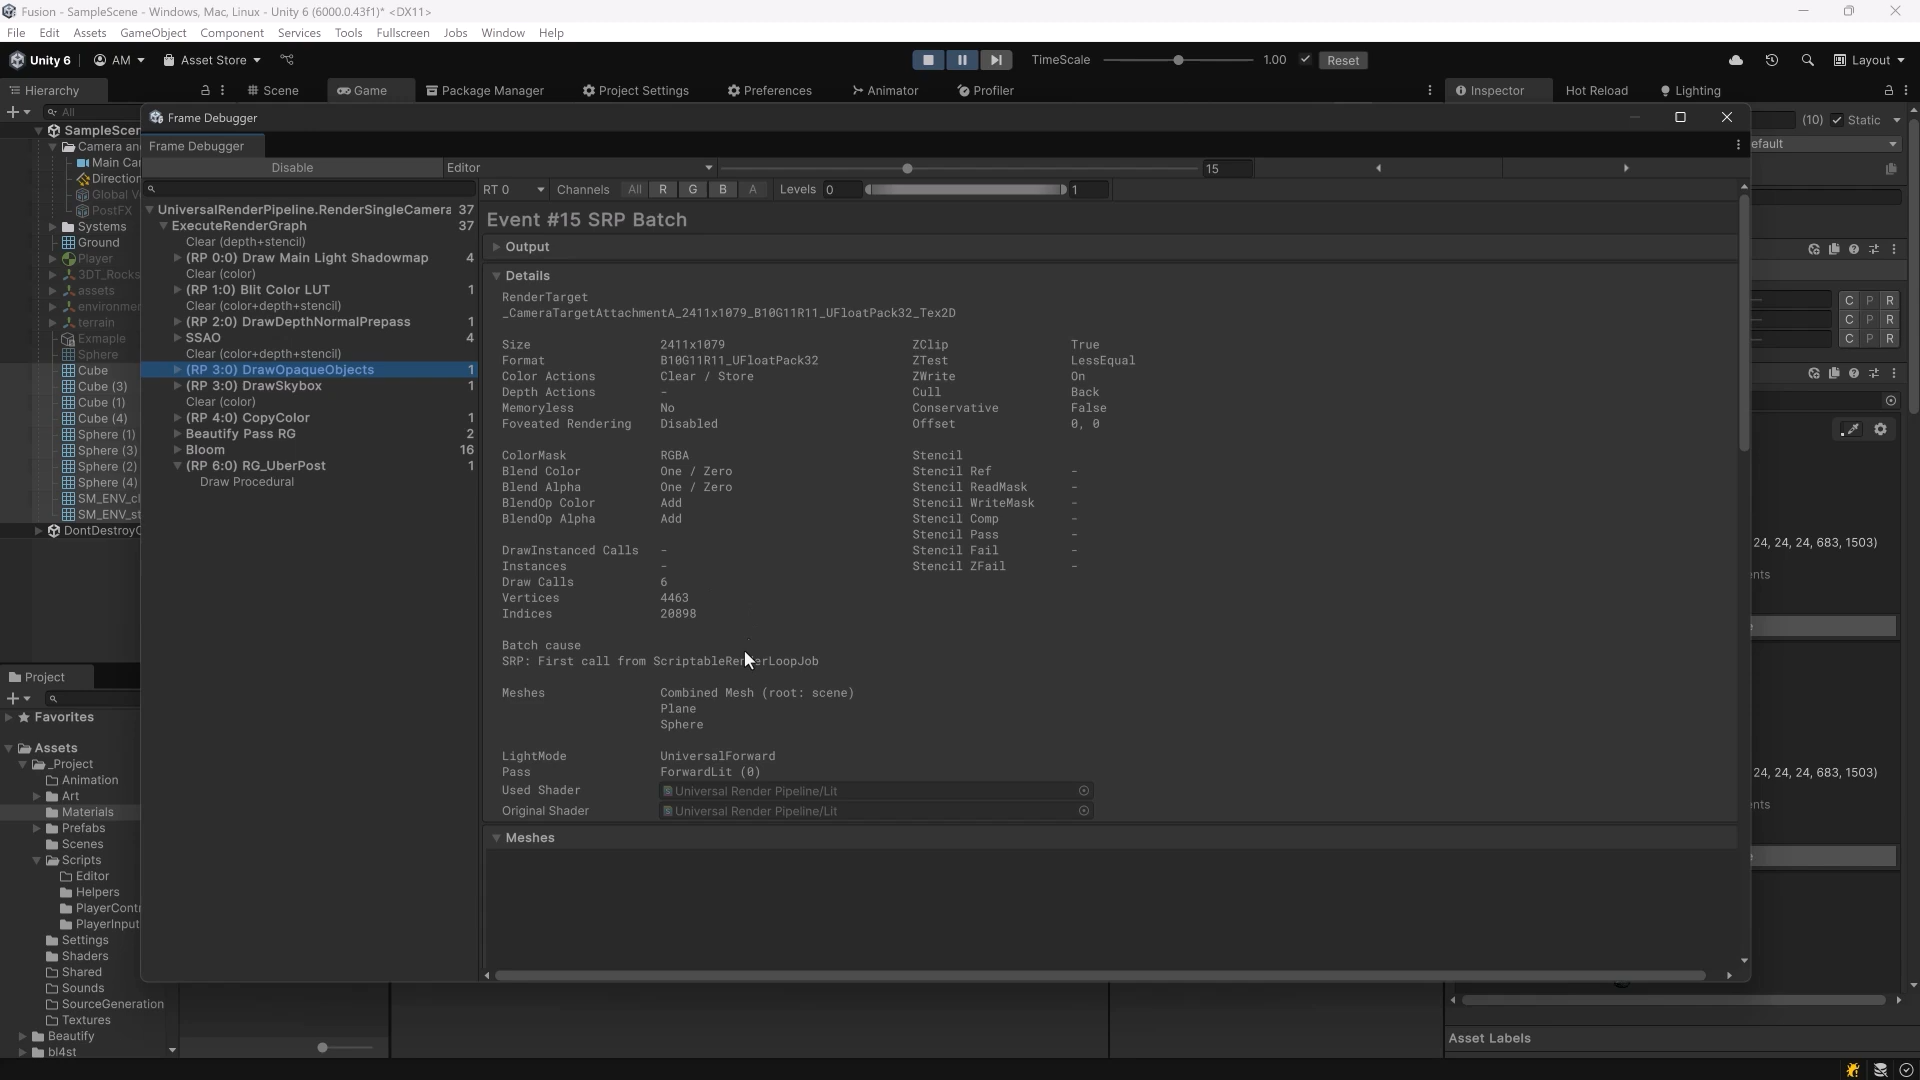 Fusion - SampleScene - Windows, Mac, Linux - Unity 6 (6000.0.43f1)* <DX11>
File Edit Assets GameObject Component Services Tools Fullscreen Jobs Window Help
Unity 6 AM Asset Store TimeScale 1.00 Reset Layout
Hierarchy Scene Game Package Manager Project Settings Preferences Animator Profiler Inspector Hot Reload Lighting
All
Frame Debugger
(10) Static
SampleScen
Frame Debugger
efault
Camera an
Main Ca
Direction
Global V
PostFX
Systems
Ground
Player
3DT_Rocks
assets
environmen
terrain
Exmaple
Sphere
Cube
Cube (3)
Cube (1)
Cube (4)
Sphere (1)
Sphere (3)
Sphere (2)
Sphere (4)
SM_ENV_cl
SM_ENV_st
DontDestroyC
Disable Editor 15
RT 0 Channels All R G B A Levels 0 1
UniversalRenderPipeline.RenderSingleCamera 37
ExecuteRenderGraph 37
Clear (depth+stencil)
(RP 0:0) Draw Main Light Shadowmap 4
Clear (color)
(RP 1:0) Blit Color LUT 1
Clear (color+depth+stencil)
(RP 2:0) DrawDepthNormalPrepass 1
SSAO 4
Clear (color+depth+stencil)
(RP 3:0) DrawOpaqueObjects 1
(RP 3:0) DrawSkybox 1
Clear (color)
(RP 4:0) CopyColor 1
Beautify Pass RG 2
Bloom 16
(RP 6:0) RG_UberPost 1
Draw Procedural
Event #15 SRP Batch
Output
Details
RenderTarget
_CameraTargetAttachmentA_2411x1079_B10G11R11_UFloatPack32_Tex2D
Size 2411x1079 ZClip True
Format B10G11R11_UFloatPack32 ZTest LessEqual
Color Actions Clear / Store ZWrite On
Depth Actions - Cull Back
Memoryless No Conservative False
Foveated Rendering Disabled Offset 0, 0
ColorMask RGBA Stencil
Blend Color One / Zero Stencil Ref -
Blend Alpha One / Zero Stencil ReadMask -
BlendOp Color Add Stencil WriteMask -
BlendOp Alpha Add Stencil Comp -
Stencil Pass -
DrawInstanced Calls - Stencil Fail -
Instances - Stencil ZFail -
Draw Calls 6
Vertices 4463
Indices 20898
Batch cause
SRP: First call from ScriptableRenderLoopJob
Meshes Combined Mesh (root: scene)
Plane
Sphere
LightMode UniversalForward
Pass ForwardLit (0)
Used Shader Universal Render Pipeline/Lit
Original Shader Universal Render Pipeline/Lit
Meshes
C P R
C P R
C P R
24, 24, 24, 683, 1503)
nts
24, 24, 24, 683, 1503)
nts
Asset Labels
Project
Favorites
Assets
_Project
Animation
Art
Materials
Prefabs
Scenes
Scripts
Editor
Helpers
PlayerCont
PlayerInput
Settings
Shaders
Shared
Sounds
SourceGeneration
Textures
Beautify
bl4st